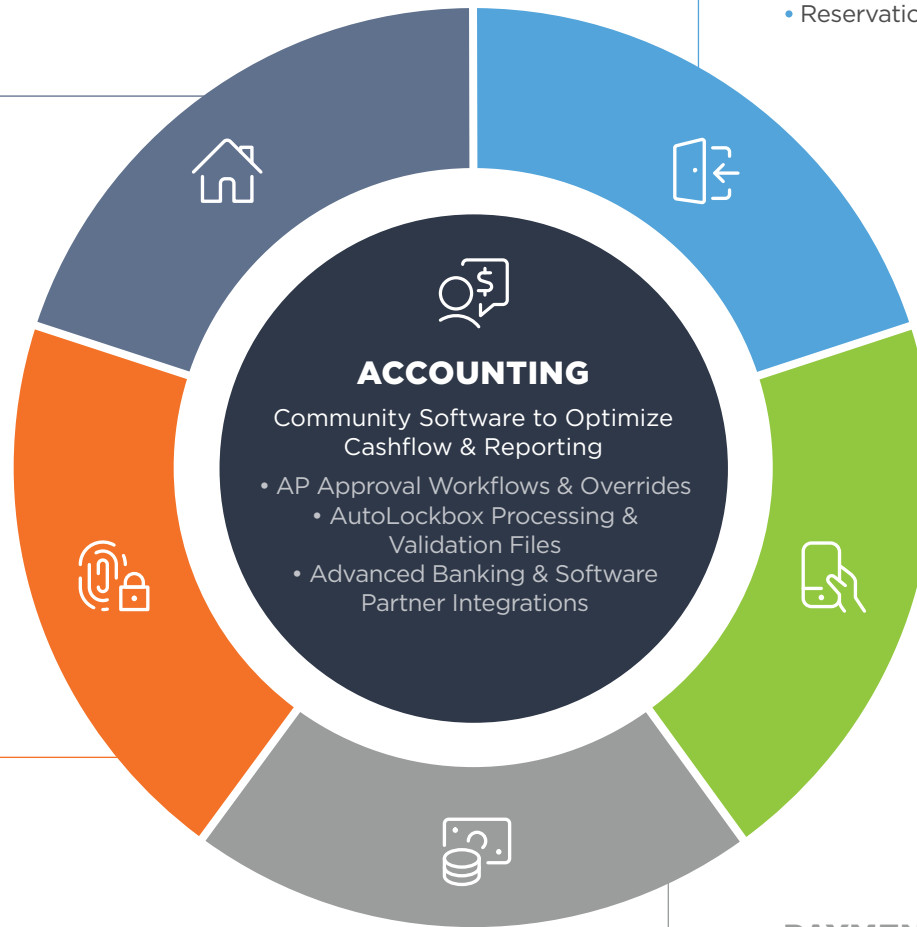 • Reservatio
ACCOUNTING
Community Software to Optimize
Cashflow & Reporting
• AP Approval Workflows & Overrides
• AutoLockbox Processing &
Validation Files
• Advanced Banking & Software
Partner Integrations